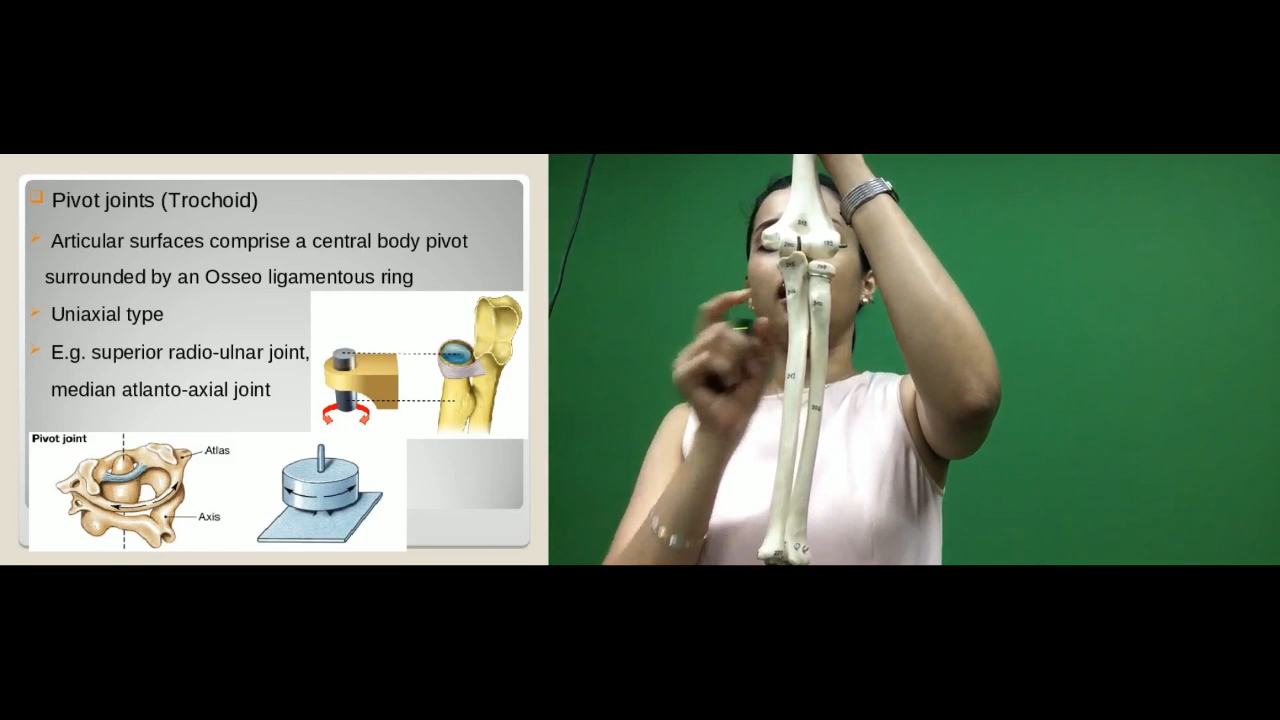 Pivot joints (Trochoid)
Articular surfaces comprise a central body pivot
surrounded by an Osseo ligamentous ring
Uniaxial type
E.g. superior radio-ulnar joint,
median atlanto-axial joint
Pivot joint
Atlas
Axis